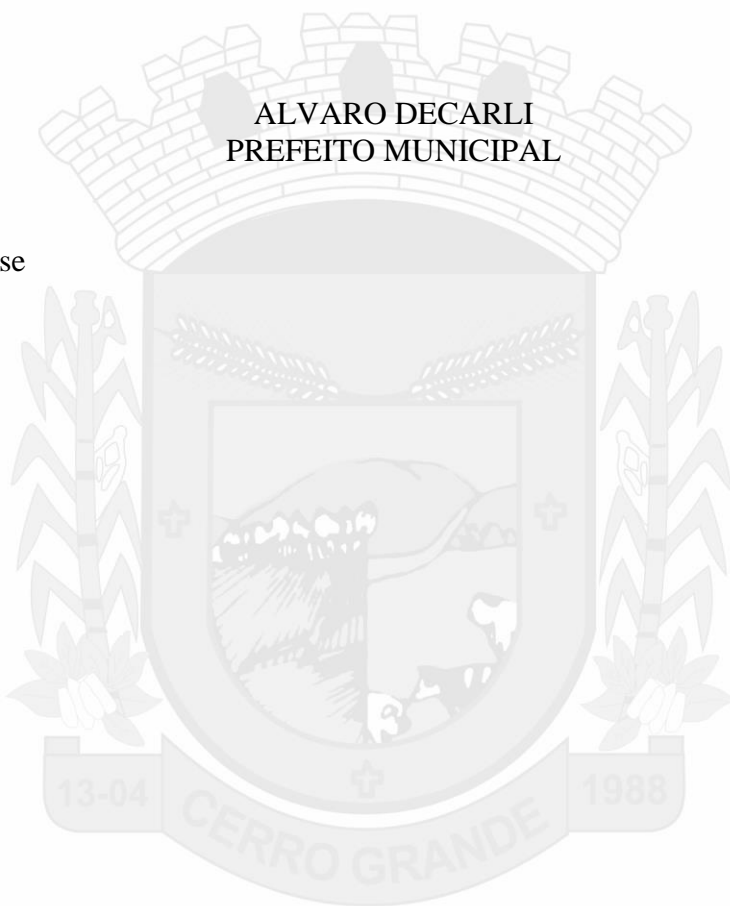 ALVARO DECARLI
PREFEITO MUNICIPAL
se
13-04
CERRO GRANDE
1988